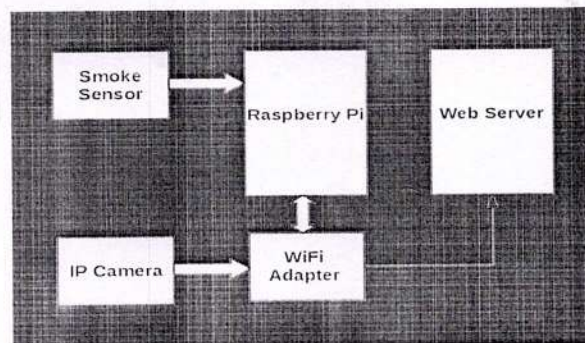 Smoke
Sensor
Raspberry Pi
Web Server
IP Camera
WiFi
Adapter